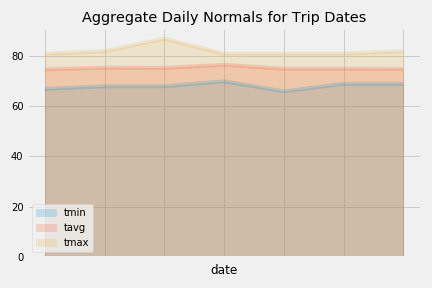 Aggregate Daily Normals for Trip Dates
80
60
40
20
0
tmin
tavg
tmax
date